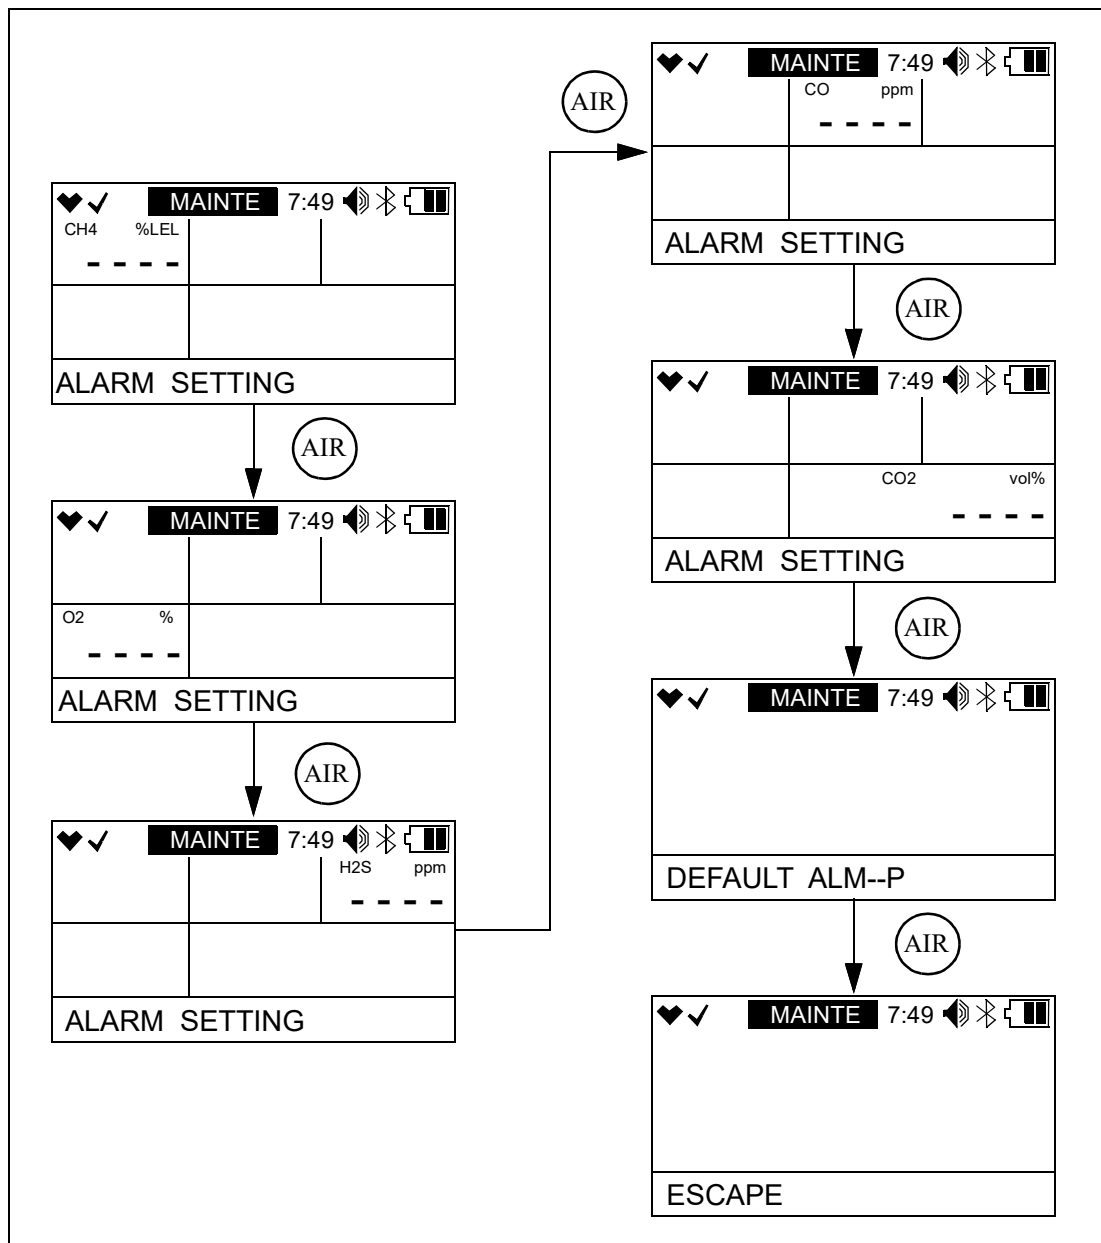 MAINTE 7:49
CH4 %LEL
- - - -
ALARM SETTING
AIR
MAINTE 7:49
O2 %
- - - -
ALARM SETTING
AIR
MAINTE 7:49
H2S ppm
- - - -
ALARM SETTING
AIR
MAINTE 7:49
CO ppm
- - - -
ALARM SETTING
AIR
MAINTE 7:49
CO2 vol%
- - - -
ALARM SETTING
AIR
MAINTE 7:49
DEFAULT ALM--P
AIR
MAINTE 7:49
ESCAPE